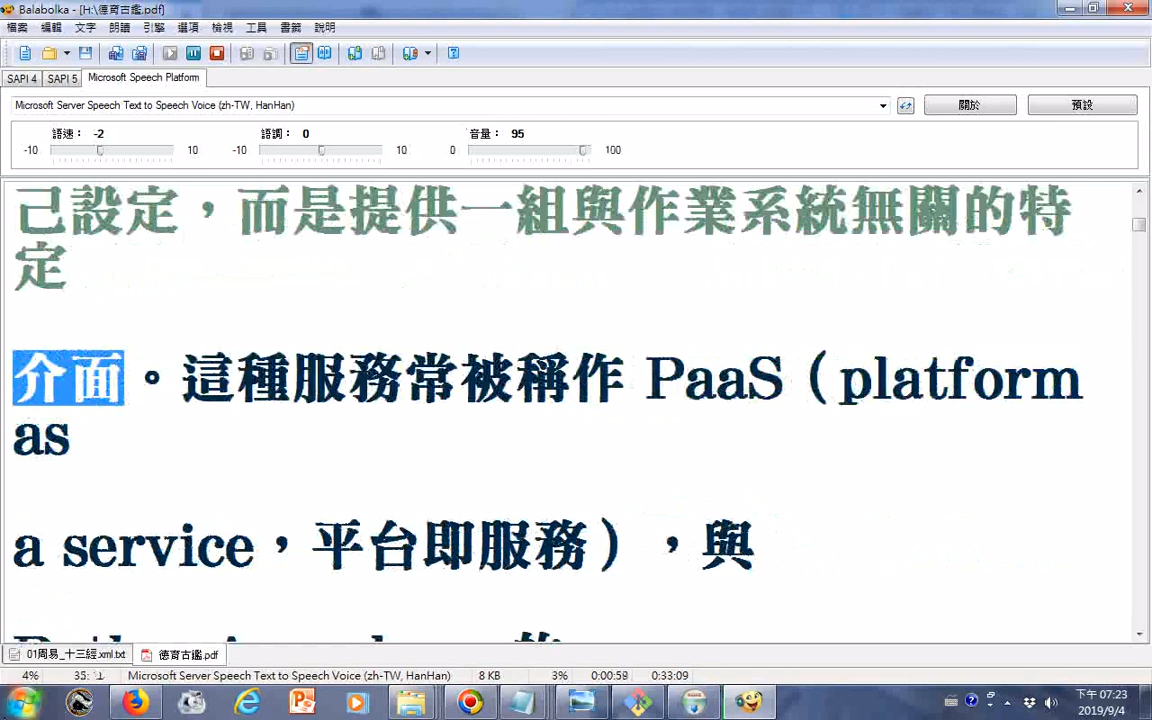 Balabolka - [H:\德育古鑑.pdf]
檔案 編輯 文字 朗讀 引擎 選項 檢視 工具 書籤 說明
SAPI 4 SAPI 5 Microsoft Speech Platform
Microsoft Server Speech Text to Speech Voice (zh-TW, HanHan) 關於 預設
語速： -2 語調： 0 音量： 95
-10 10 -10 10 0 100
己設定，而是提供一組與作業系統無關的特
定
介面。這種服務常被稱作 PaaS（platform
as
a service，平台即服務），與
01周易_十三經.xml.txt 德育古鑑.pdf
4% 35: 1 Microsoft Server Speech Text to Speech Voice (zh-TW, HanHan) 8 KB 3% 0:00:59 0:33:09
下午 07:23
2019/9/4